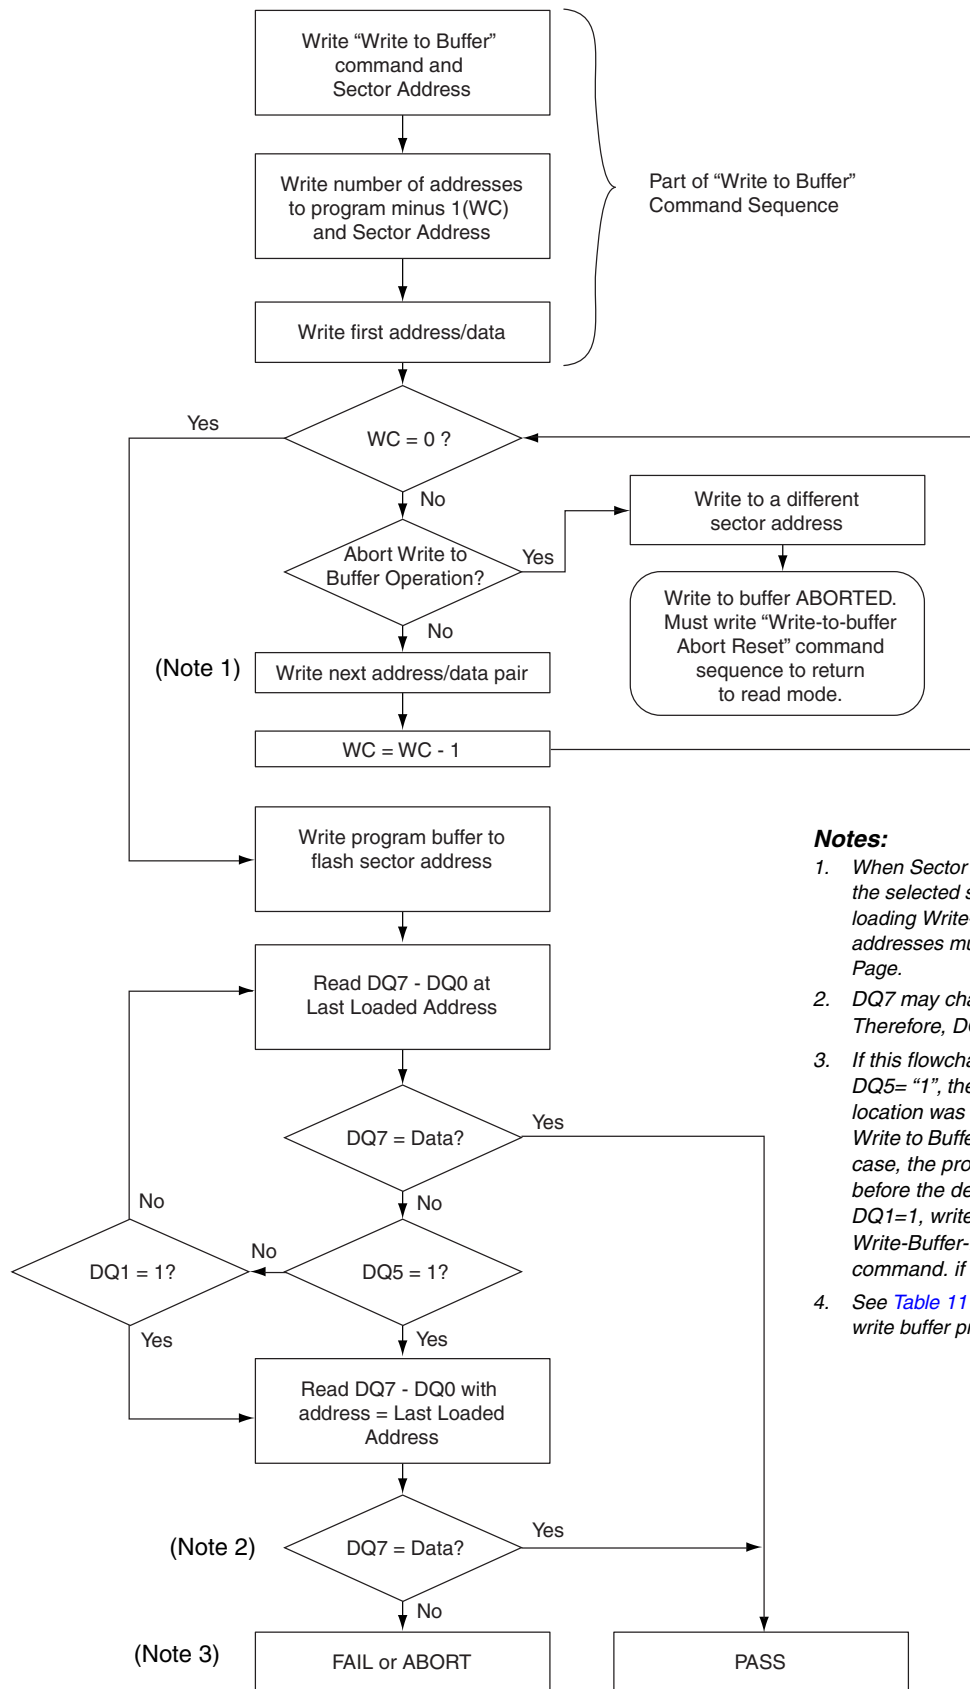 Write “Write to Buffer”
command and
Sector Address
Write number of addresses
to program minus 1(WC)
and Sector Address
Part of “Write to Buffer”
Command Sequence
Write first address/data
Yes
WC = 0 ?
No
Write to a different
sector address
Abort Write to
Buffer Operation?
Yes
Write to buffer ABORTED.
Must write “Write-to-buffer
Abort Reset” command
sequence to return
to read mode.
No
(Note 1)
Write next address/data pair
WC = WC - 1
Write program buffer to
flash sector address
Read DQ7 - DQ0 at
Last Loaded Address
DQ7 = Data?
Yes
No
No
DQ1 = 1?
No
DQ5 = 1?
Yes
Yes
Read DQ7 - DQ0 with
address = Last Loaded
Address
(Note 2)
DQ7 = Data?
Yes
No
(Note 3)
FAIL or ABORT
PASS
Notes:
1. When Sector
the selected
loading Write-
addresses
Page.
2. DQ7 may
Therefore,
3. If this
DQ5= “1”,
location was
Write to
case, the
before the
DQ1=1,
Write-Buffer-
command. if
4. See Table 11
write buffer